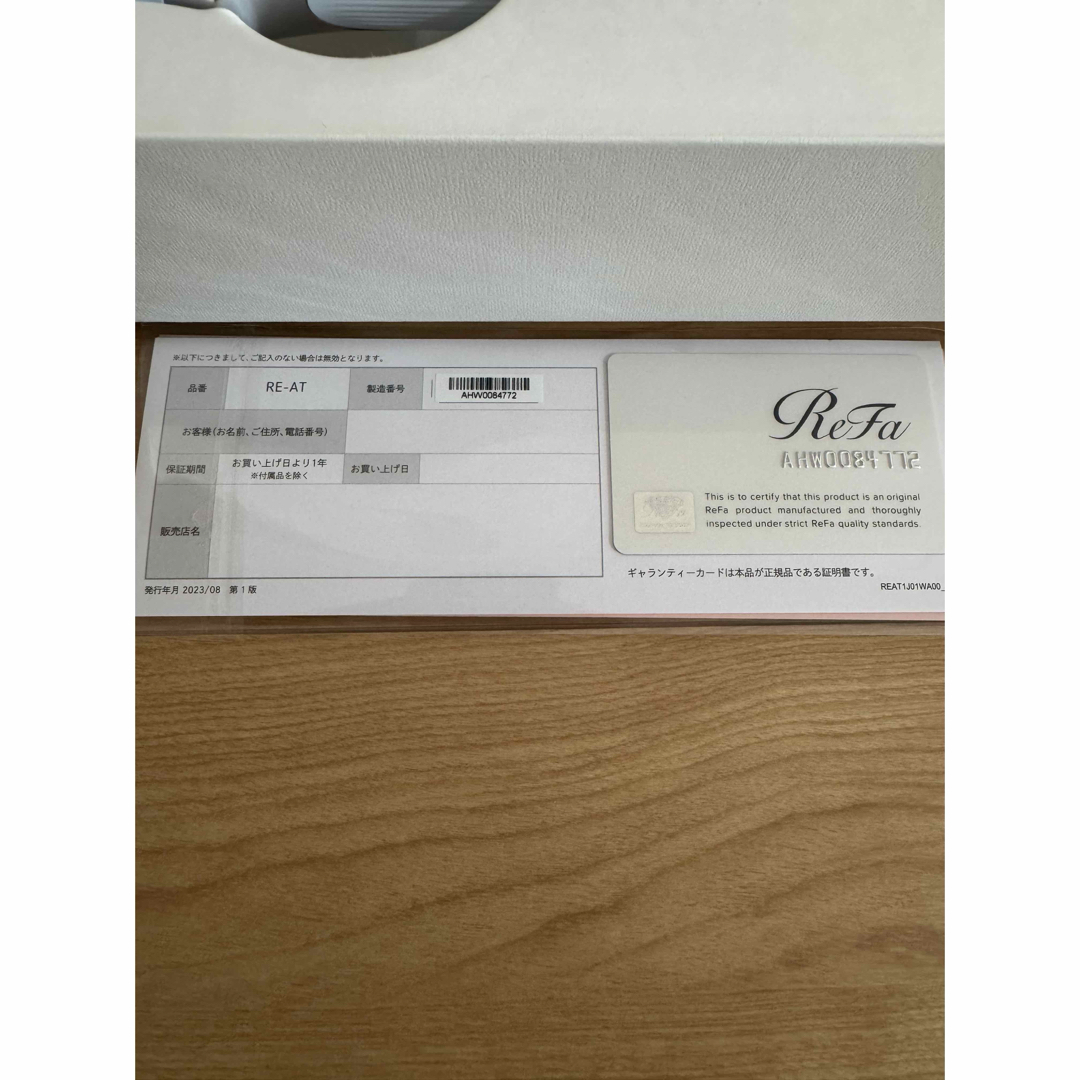 ※以下につきまして、ご記入のない場合は無効となります。
品番 RE-AT 製造番号 AHW0084772
お客様(お名前、ご住所、電話番号)
保証期間 お買い上げ日より1年 お買い上げ日
※付属品を除く
販売店名
発行年月 2023/08 第1版
ReFa
AHW0084772
This is to certify that this product is an original
ReFa product manufactured and thoroughly
inspected under strict ReFa quality standards.
ギャランティーカードは本品が正規品である証明書です。
REAT1J01WA00_